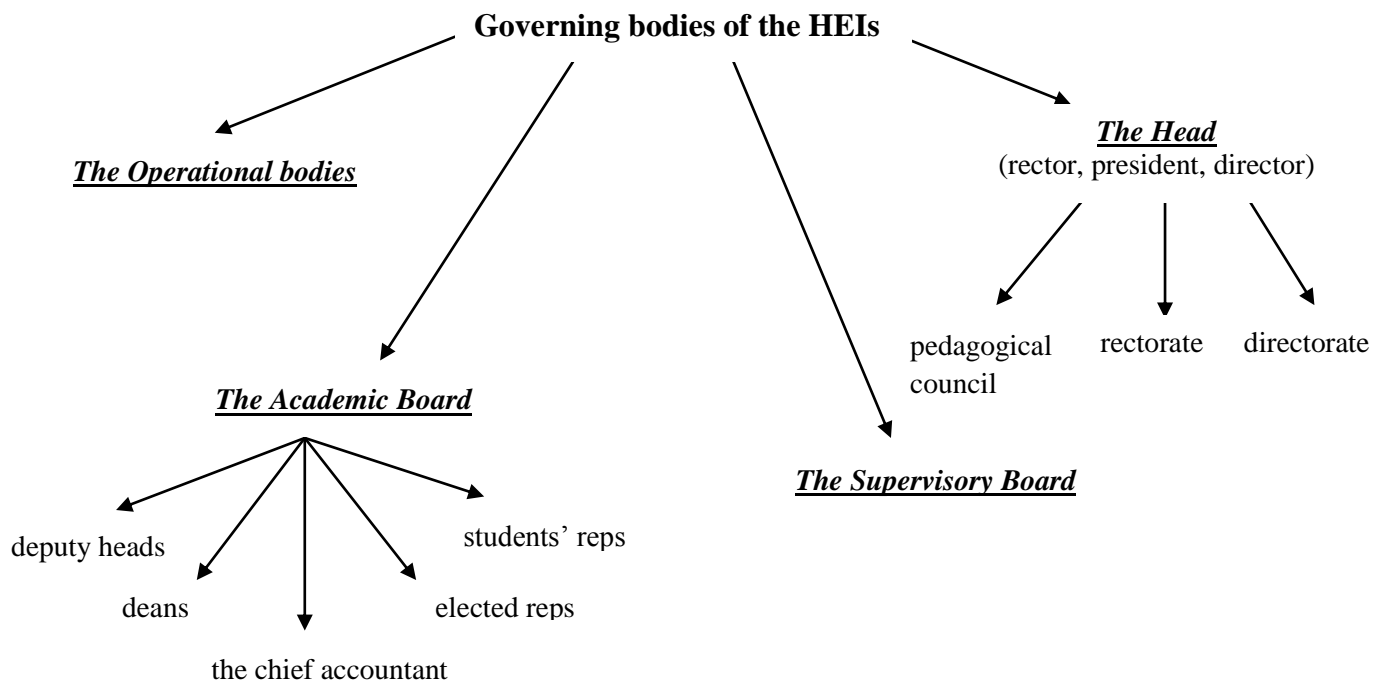 Governing bodies of the HEIs
The Operational bodies
The Head
(rector, president, director)
pedagogical
council
rectorate
directorate
The Academic Board
The Supervisory Board
deputy heads
deans
the chief accountant
elected reps
students’ reps